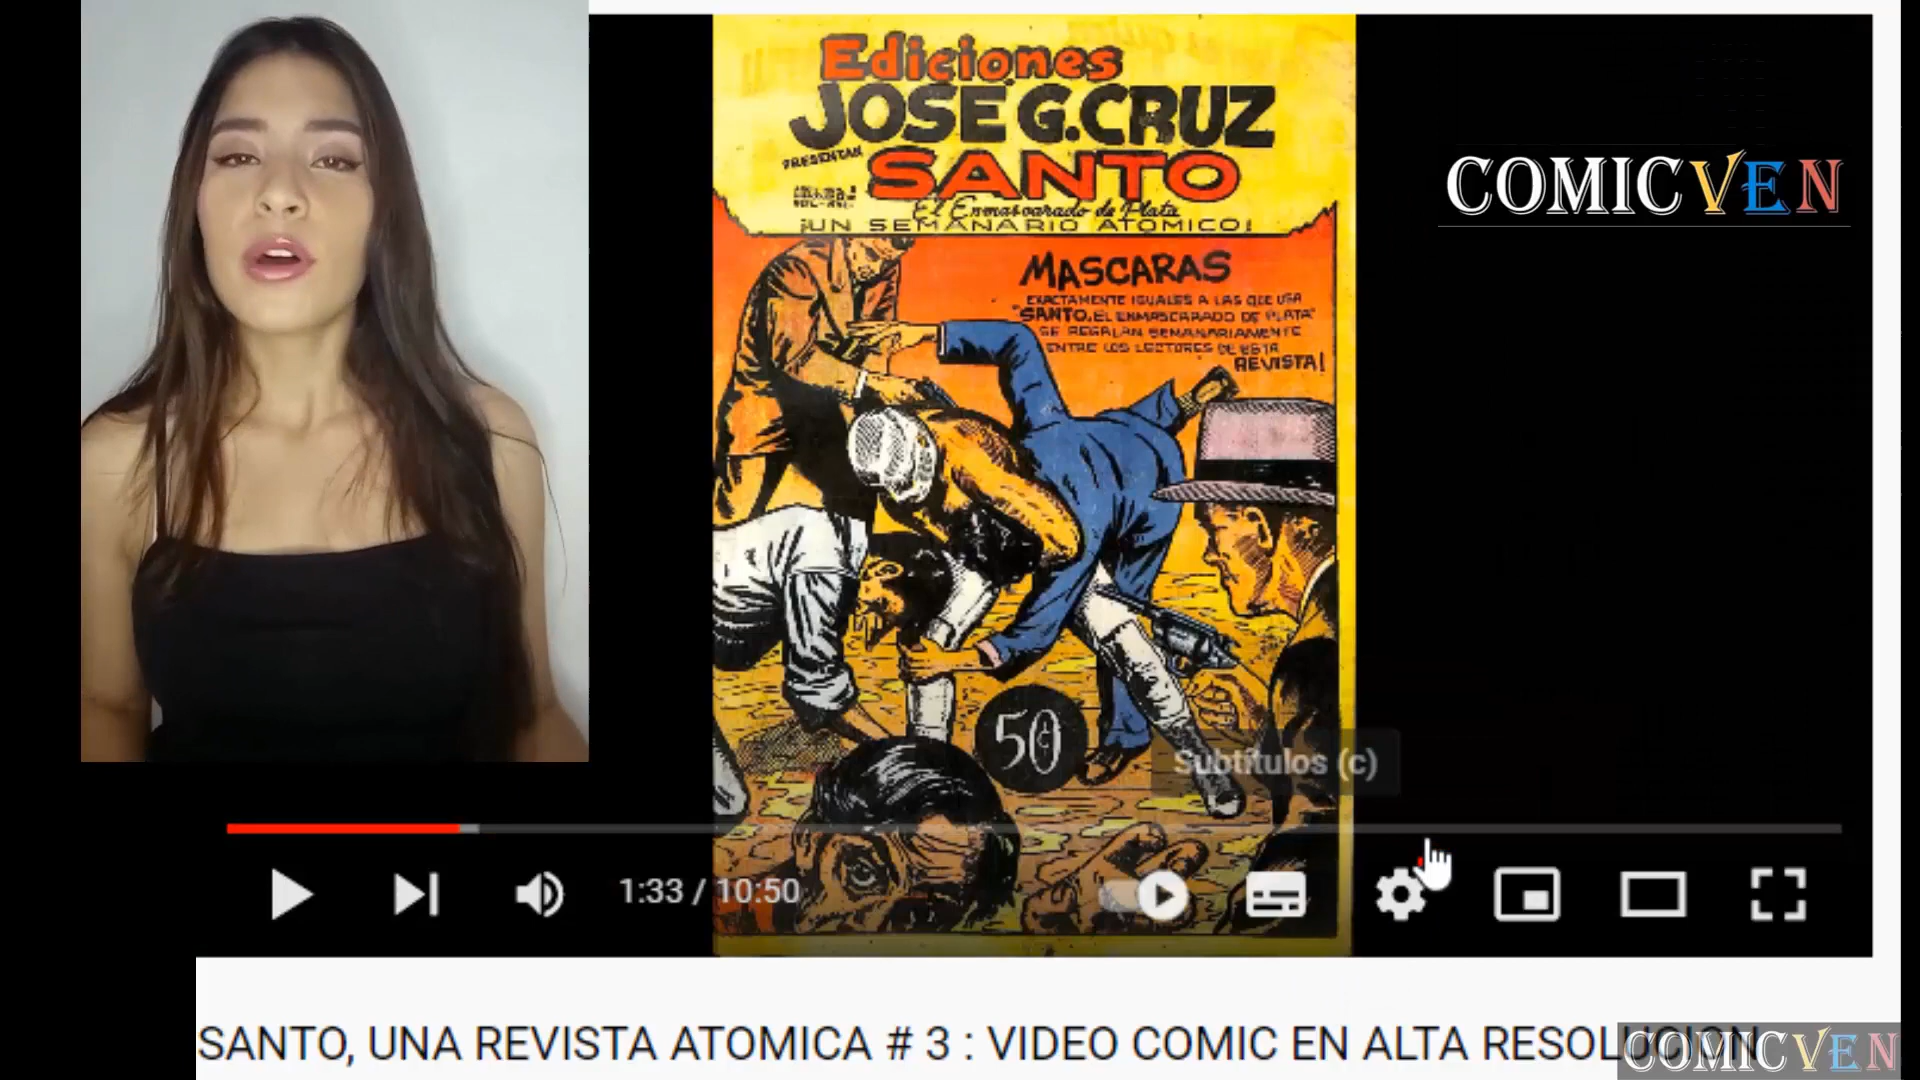 Ediciones
JOSE G. CRUZ
PRESENTAN
SANTO
El Enmascarado de Plata
¡UN SEMANARIO ATOMICO!
MASCARAS
EXACTAMENTE IGUALES A LAS QUE USA
"SANTO, EL ENMASCARADO DE PLATA"
SE REGALAN SEMANARIAMENTE
ENTRE LOS LECTORES DE ESTA
REVISTA!
50¢
COMICVEN
Subtítulos (c)
1:33 / 10:50
SANTO, UNA REVISTA ATOMICA # 3 : VIDEO COMIC EN ALTA RESOLUCION
COMICVEN